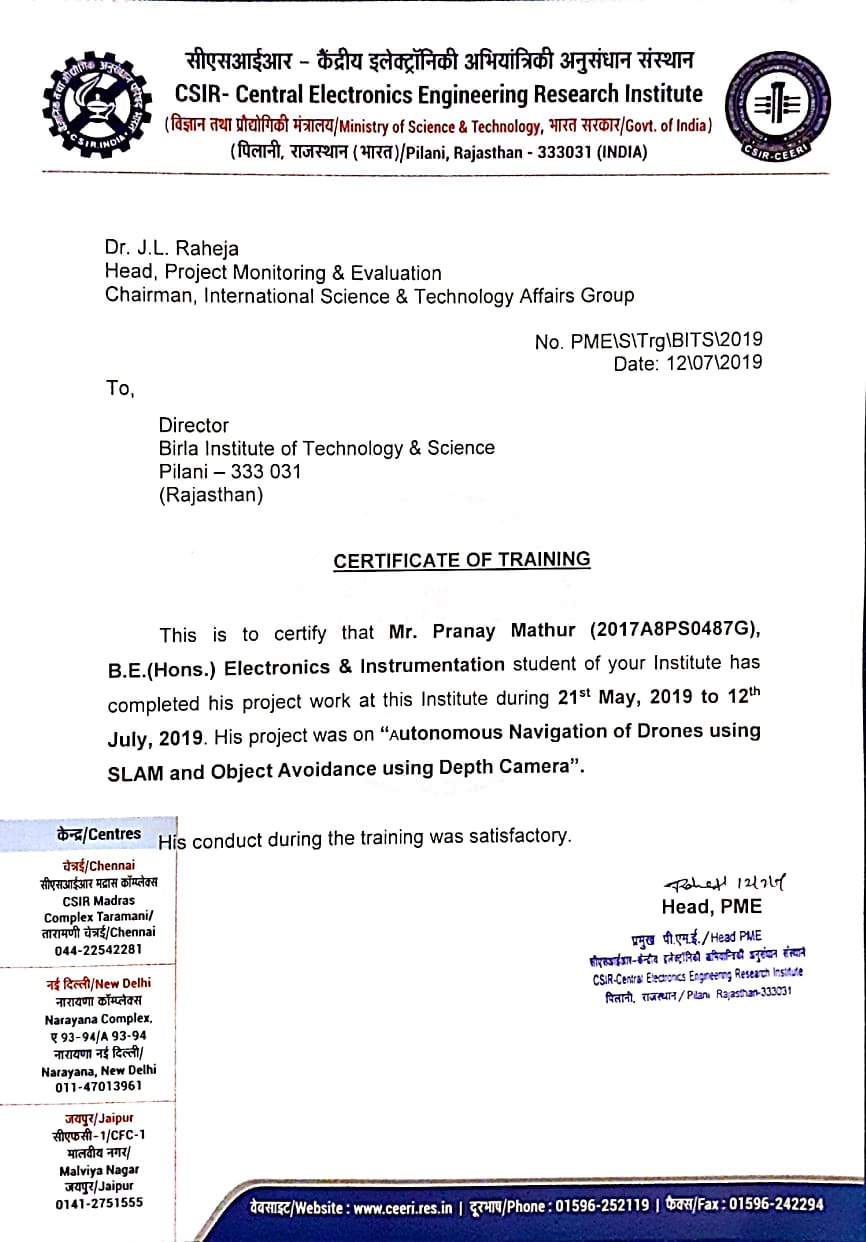 सीएसआईआर – केंद्रीय इलेक्ट्रॉनिकी अभियांत्रिकी अनुसंधान संस्थान
CSIR- Central Electronics Engineering Research Institute
(विज्ञान तथा प्रौद्योगिकी मंत्रालय/Ministry of Science & Technology, भारत सरकार/Govt. of India)
(पिलानी, राजस्थान (भारत)/Pilani, Rajasthan - 333031 (INDIA)
CSIR.INDIA
CSIR-CEERI
Dr. J.L. Raheja
Head, Project Monitoring & Evaluation
Chairman, International Science & Technology Affairs Group
No. PME\S\Trg\BITS\2019
Date: 12\07\2019
To,
Director
Birla Institute of Technology & Science
Pilani – 333 031
(Rajasthan)
CERTIFICATE OF TRAINING
This is to certify that Mr. Pranay Mathur (2017A8PS0487G),
B.E.(Hons.) Electronics & Instrumentation student of your Institute has
completed his project work at this Institute during 21st May, 2019 to 12th
July, 2019. His project was on “Autonomous Navigation of Drones using
SLAM and Object Avoidance using Depth Camera”.
His conduct during the training was satisfactory.
Head, PME
प्रमुख पी.एम.ई./Head PME
सीएसआईआर-केन्द्रीय इलेक्ट्रॉनिकी अभियांत्रिकी अनुसंधान संस्थान
CSIR-Central Electronics Engineering Research Institute
पिलानी, राजस्थान / Pilani Rajasthan-333031
केन्द्र/Centres
चेन्नई/Chennai
सीएसआईआर मद्रास कॉम्प्लेक्स
CSIR Madras
Complex Taramani/
तारामणी चेन्नई/Chennai
044-22542281
नई दिल्ली/New Delhi
नारायणा कॉम्प्लेक्स
Narayana Complex,
ए 93-94/A 93-94
नारायणा नई दिल्ली/
Narayana, New Delhi
011-47013961
जयपुर/Jaipur
सीएफसी-1/CFC-1
मालवीय नगर/
Malviya Nagar
जयपुर/Jaipur
0141-2751555
वेबसाइट/Website : www.ceeri.res.in | दूरभाष/Phone : 01596-252119 | फैक्स/Fax : 01596-242294